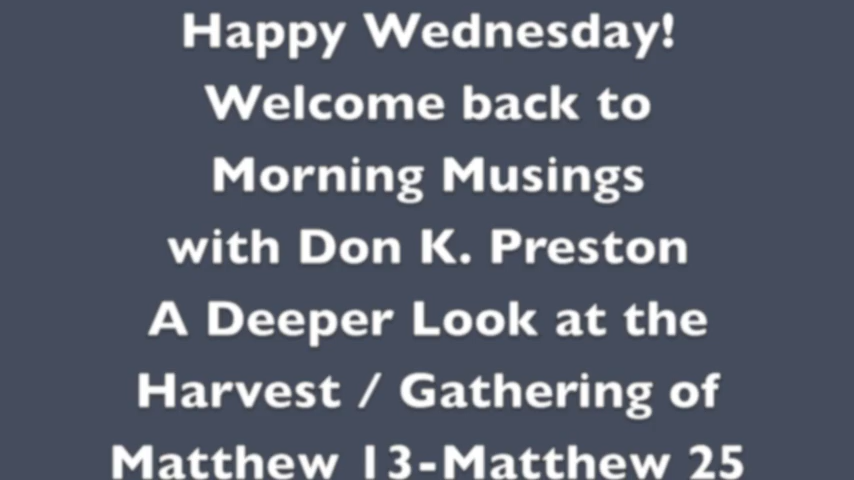 Happy Wednesday!
Welcome back to
Morning Musings
with Don K. Preston
A Deeper Look at the
Harvest / Gathering of
Matthew 13-Matthew 25